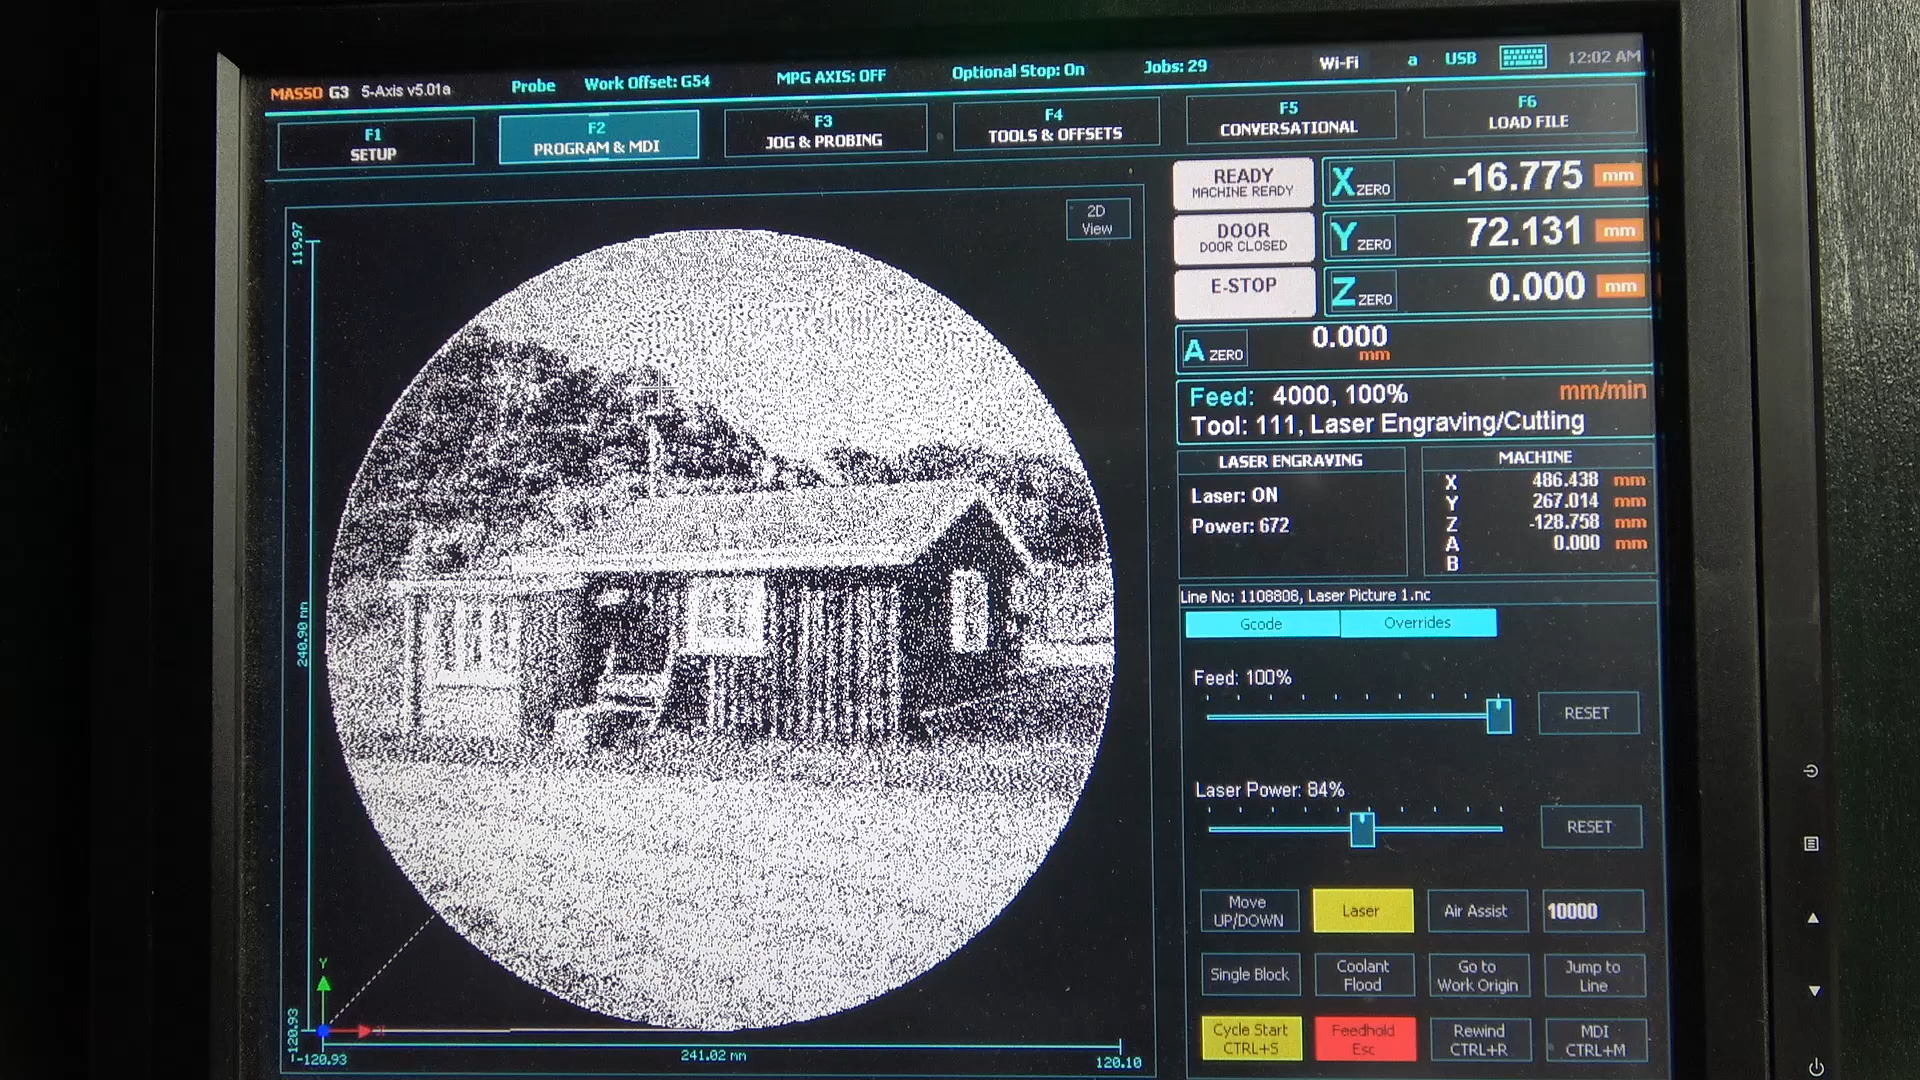 MASSO G3 5-Axis v5.01a
Probe
Work Offset: G54
MPG AXIS: OFF
Optional Stop: On
Jobs: 29
Wi-Fi
a
USB
12:02 AM
F1
SETUP
F2
PROGRAM & MDI
F3
JOG & PROBING
F4
TOOLS & OFFSETS
F5
CONVERSATIONAL
F6
LOAD FILE
2D
View
119.97
240.90 mm
-120.93
Y
-120.93
241.02 mm
120.10
READY
MACHINE READY
X ZERO -16.775 mm
DOOR
DOOR CLOSED
Y ZERO 72.131 mm
E-STOP
Z ZERO 0.000 mm
A ZERO 0.000 mm
Feed: 4000, 100% mm/min
Tool: 111, Laser Engraving/Cutting
LASER ENGRAVING
Laser: ON
Power: 672
MACHINE
X 486.438 mm
Y 267.014 mm
Z -128.758 mm
A 0.000 mm
B
Line No: 1108808, Laser Picture 1.nc
Gcode
Overrides
Feed: 100%
RESET
Laser Power: 84%
RESET
Move
UP/DOWN
Laser
Air Assist
10000
Single Block
Coolant
Flood
Go to
Work Origin
Jump to
Line
Cycle Start
CTRL+S
Feedhold
Esc
Rewind
CTRL+R
MDI
CTRL+M